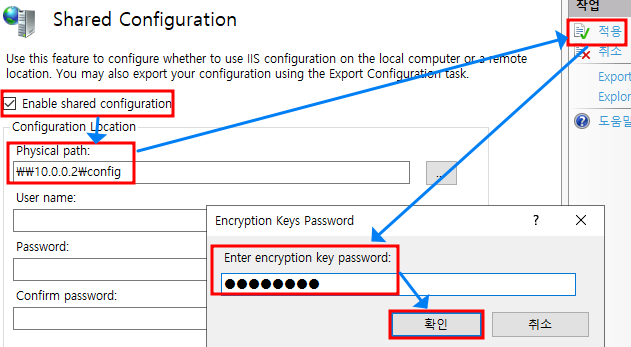 Shared Configuration
Use this feature to configure whether to use IIS configuration on the local computer or a remote
location. You may also export your configuration using the Export Configuration task.
Enable shared configuration
Configuration Location
Physical path:
₩₩10.0.0.2₩config
...
User name:
Password:
Confirm password:
작업
적용
취소
Export
Explor
도움말
Encryption Keys Password
?
Enter encryption key password:
●●●●●●●●
확인
취소